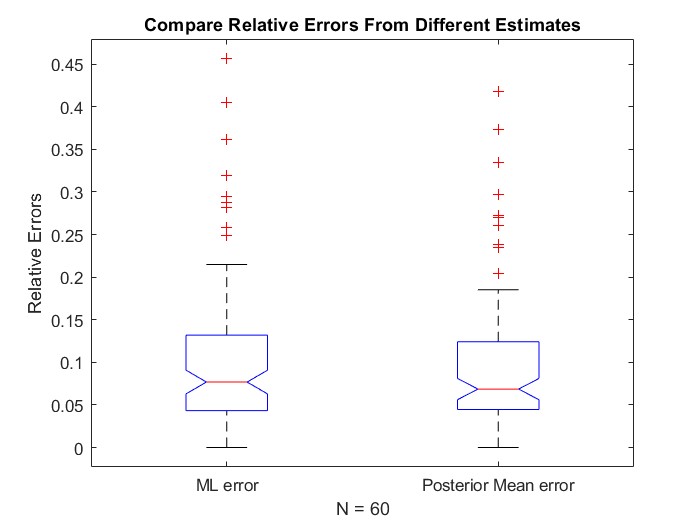 Compare Relative Errors From Different Estimates
0.45
0.4
0.35
0.3
0.25
0.2
0.15
0.1
0.05
0
Relative Errors
ML error
Posterior Mean error
N = 60